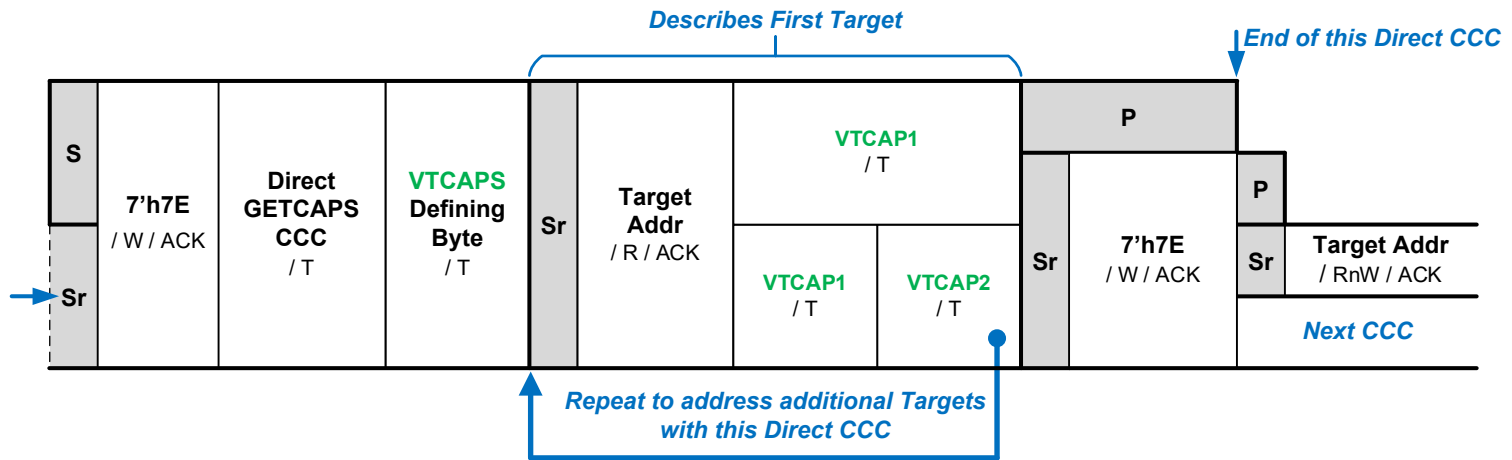 Describes First Target
End of this Direct CCC
S
Sr
7’h7E
/ W / ACK
Direct
GETCAPS
CCC
/ T
VTCAPS
Defining
Byte
/ T
Sr
Target
Addr
/ R / ACK
VTCAP1
/ T
VTCAP1
/ T
VTCAP2
/ T
P
Sr
7’h7E
/ W / ACK
P
Sr
Target Addr
/ RnW / ACK
Next CCC
Repeat to address additional Targets
with this Direct CCC